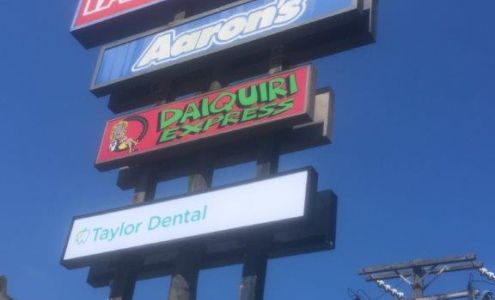 Aaron's
DAIQUIRI
EXPRESS
Taylor Dental